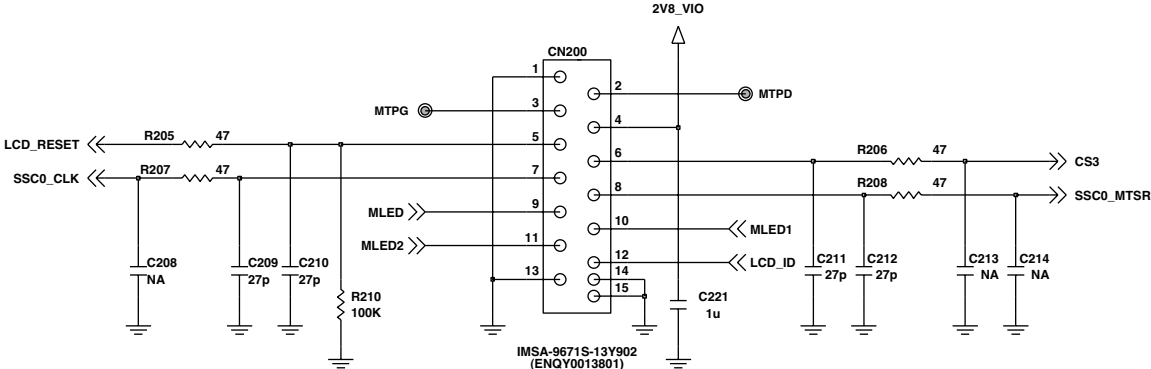 2V8_VIO
CN200
1
2
MTPD
MTPG
3
4
LCD_RESET
R205
47
5
6
R206
47
CS3
SSC0_CLK
R207
47
7
8
R208
47
SSC0_MTSR
MLED
9
10
MLED1
MLED2
11
12
LCD_ID
C208
NA
C209
27p
C210
27p
13
14
15
C211
27p
C212
27p
C213
NA
C214
NA
R210
100K
C221
1u
IMSA-9671S-13Y902
(ENQY0013801)